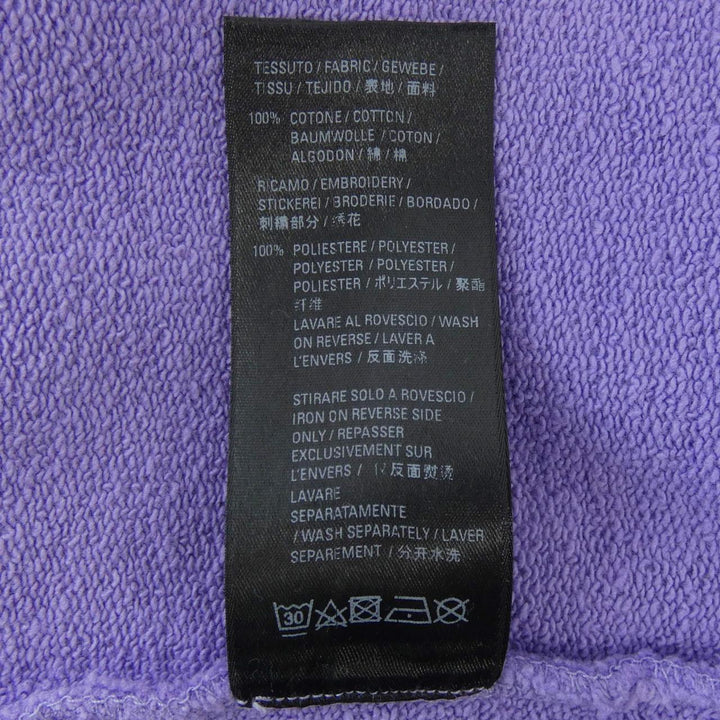 TESSUTO / FABRIC / GEWEBE /
TISSU / TEJIDO / 表地 / 面料
100% COTONE / COTTON /
BAUMWOLLE / COTON /
ALGODON / 綿 / 棉
RICAMO / EMBROIDERY /
STICKEREI / BRODERIE / BORDADO /
刺繍部分 / 绣花
100% POLIESTERE / POLYESTER /
POLYESTER / POLYESTER /
POLIESTER / ポリエステル / 聚酯
纤维
LAVARE AL ROVESCIO / WASH
ON REVERSE / LAVER A
L'ENVERS / 反面洗涤
STIRARE SOLO A ROVESCIO /
IRON ON REVERSE SIDE
ONLY / REPASSER
EXCLUSIVEMENT SUR
L'ENVERS / 反面熨烫
LAVARE
SEPARATAMENTE
/ WASH SEPARATELY / LAVER
SEPAREMENT / 分开水洗
30